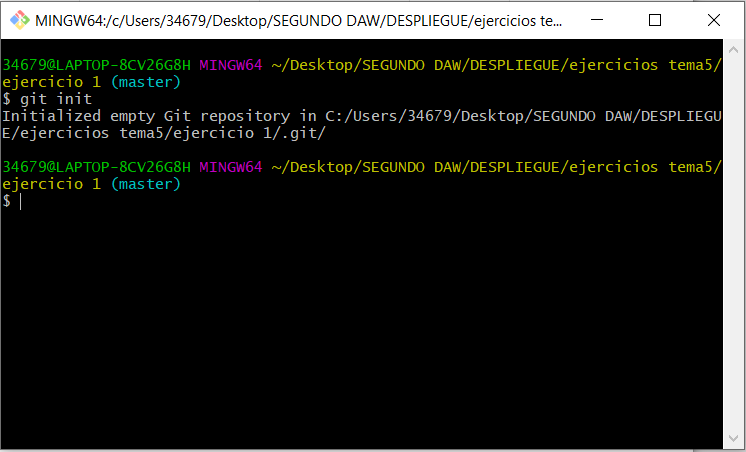 MINGW64:/c/Users/34679/Desktop/SEGUNDO DAW/DESPLIEGUE/ejercicios te...
34679@LAPTOP-8CV26G8H MINGW64 ~/Desktop/SEGUNDO DAW/DESPLIEGUE/ejercicios tema5/
ejercicio 1 (master)
$ git init
Initialized empty Git repository in C:/Users/34679/Desktop/SEGUNDO DAW/DESPLIEGU
E/ejercicios tema5/ejercicio 1/.git/
34679@LAPTOP-8CV26G8H MINGW64 ~/Desktop/SEGUNDO DAW/DESPLIEGUE/ejercicios tema5/
ejercicio 1 (master)
$